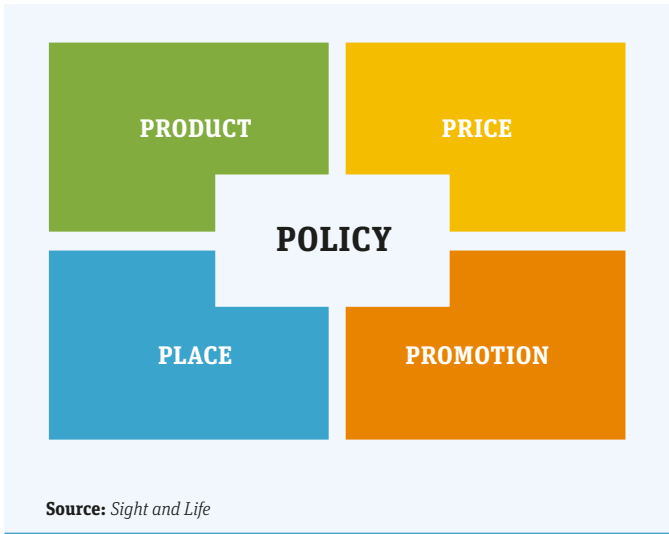 PRODUCT
PRICE
POLICY
PLACE
PROMOTION
Source: Sight and Life